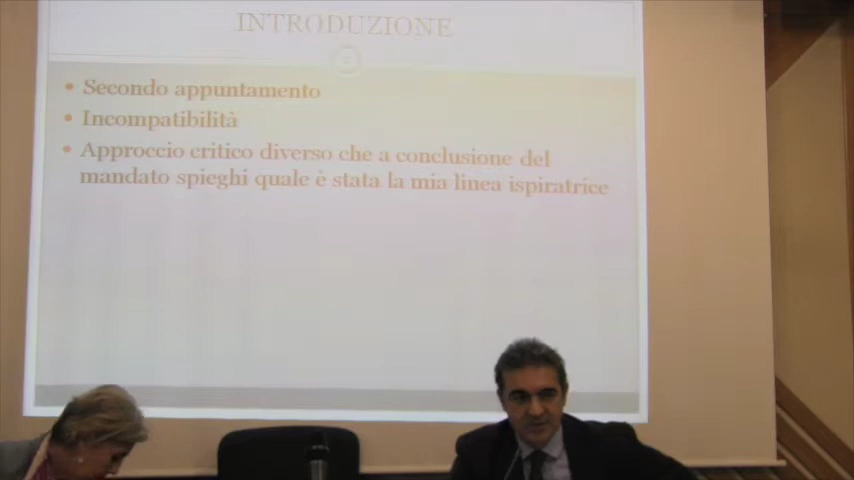 INTRODUZIONE
• Secondo appuntamento
• Incompatibilità
• Approccio critico diverso che a conclusione del
mandato spieghi quale è stata la mia linea ispiratrice